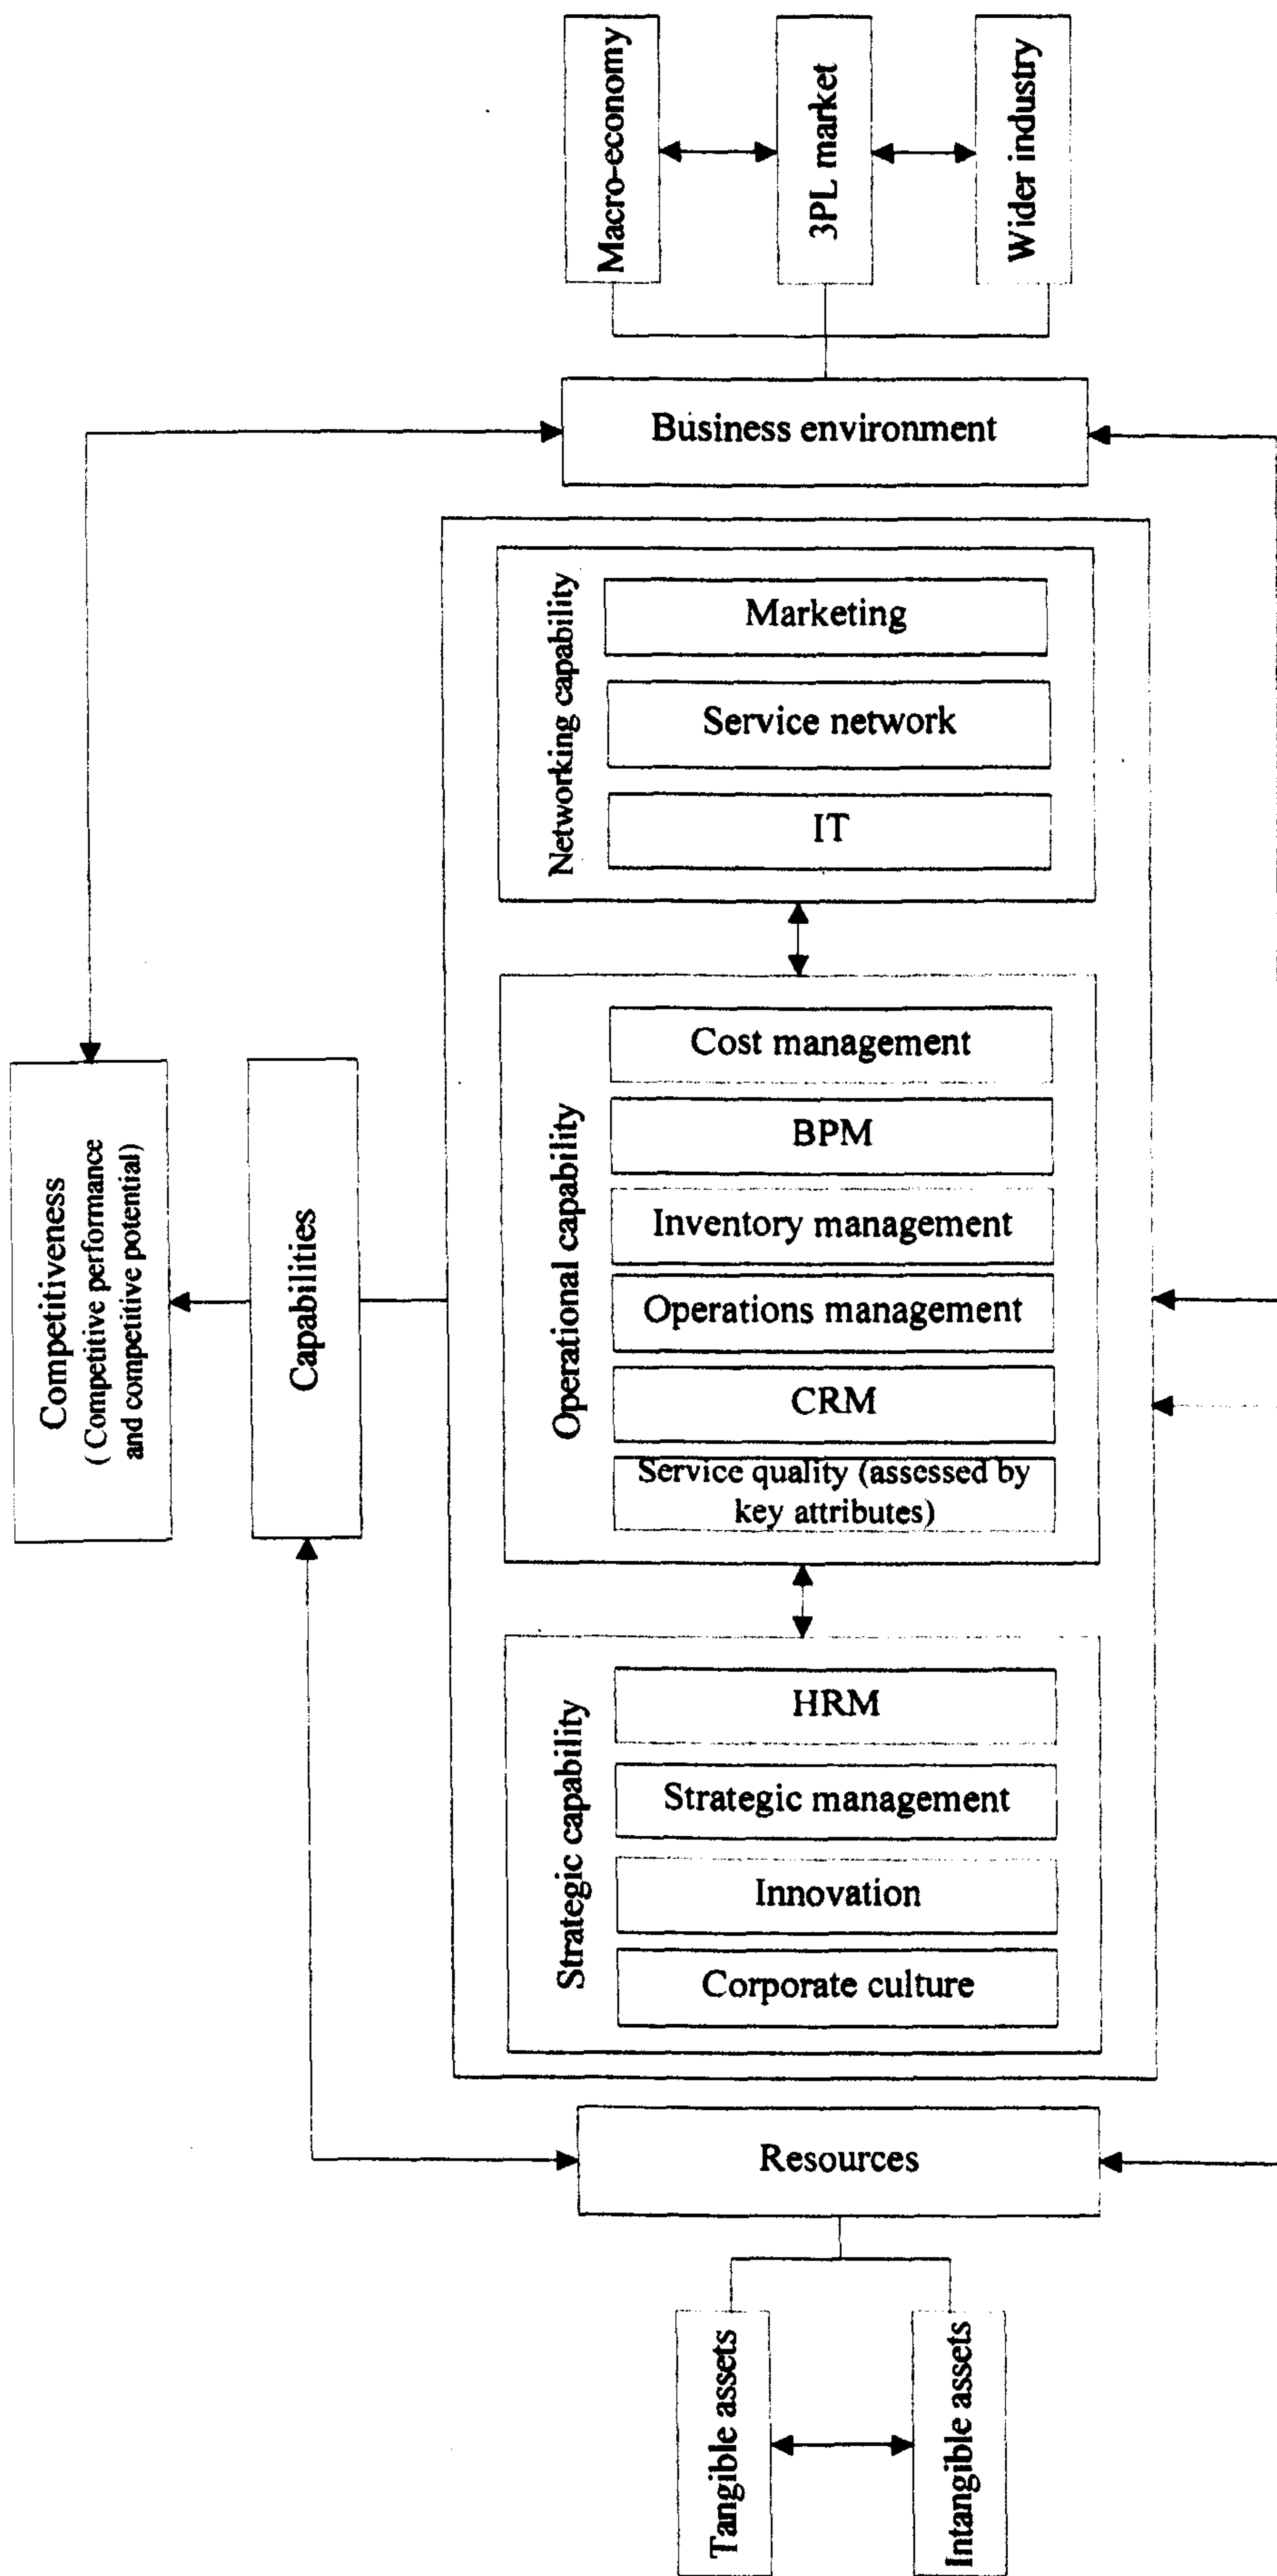 Macro-economy
3PL market
Wider industry
Business environment
Networking capability
Marketing
Service network
IT
Competitiveness
( Competitive performance
and competitive potential)
Capabilities
Operational capability
Cost management
BPM
Inventory management
Operations management
CRM
Service quality (assessed by
key attributes)
Strategic capability
HRM
Strategic management
Innovation
Corporate culture
Resources
Tangible assets
Intangible assets